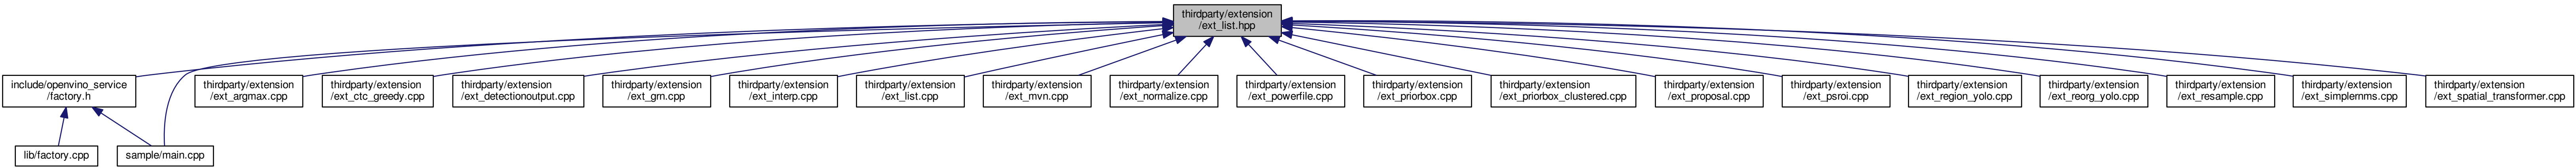 thirdparty/extension
/ext_list.hpp
include/openvino_service
/factory.h
thirdparty/extension
/ext_argmax.cpp
thirdparty/extension
/ext_ctc_greedy.cpp
thirdparty/extension
/ext_detectionoutput.cpp
thirdparty/extension
/ext_grn.cpp
thirdparty/extension
/ext_interp.cpp
thirdparty/extension
/ext_list.cpp
thirdparty/extension
/ext_mvn.cpp
thirdparty/extension
/ext_normalize.cpp
thirdparty/extension
/ext_powerfile.cpp
thirdparty/extension
/ext_priorbox.cpp
thirdparty/extension
/ext_priorbox_clustered.cpp
thirdparty/extension
/ext_proposal.cpp
thirdparty/extension
/ext_psroi.cpp
thirdparty/extension
/ext_region_yolo.cpp
thirdparty/extension
/ext_reorg_yolo.cpp
thirdparty/extension
/ext_resample.cpp
thirdparty/extension
/ext_simplernms.cpp
thirdparty/extension
/ext_spatial_transformer.cpp
lib/factory.cpp
sample/main.cpp